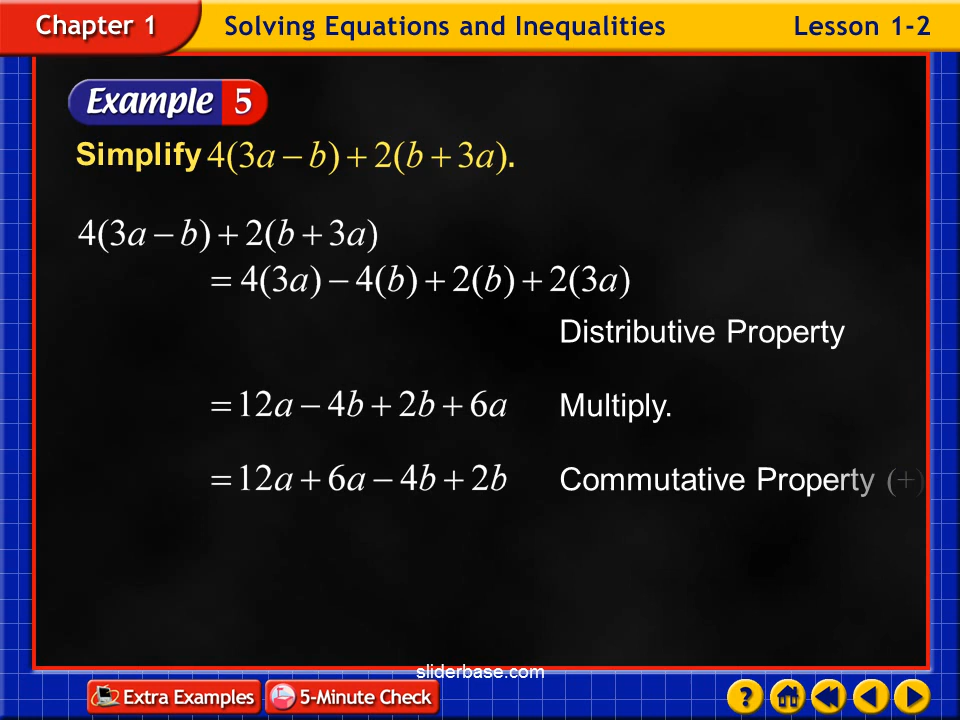 Chapter 1 Solving Equations and Inequalities Lesson 1-2
Example 5
Simplify 4(3a − b) + 2(b + 3a).
4(3a − b) + 2(b + 3a)
= 4(3a) − 4(b) + 2(b) + 2(3a)
Distributive Property
= 12a − 4b + 2b + 6a Multiply.
= 12a + 6a − 4b + 2b Commutative Property (+)
sliderbase.com
Extra Examples 5-Minute Check ?